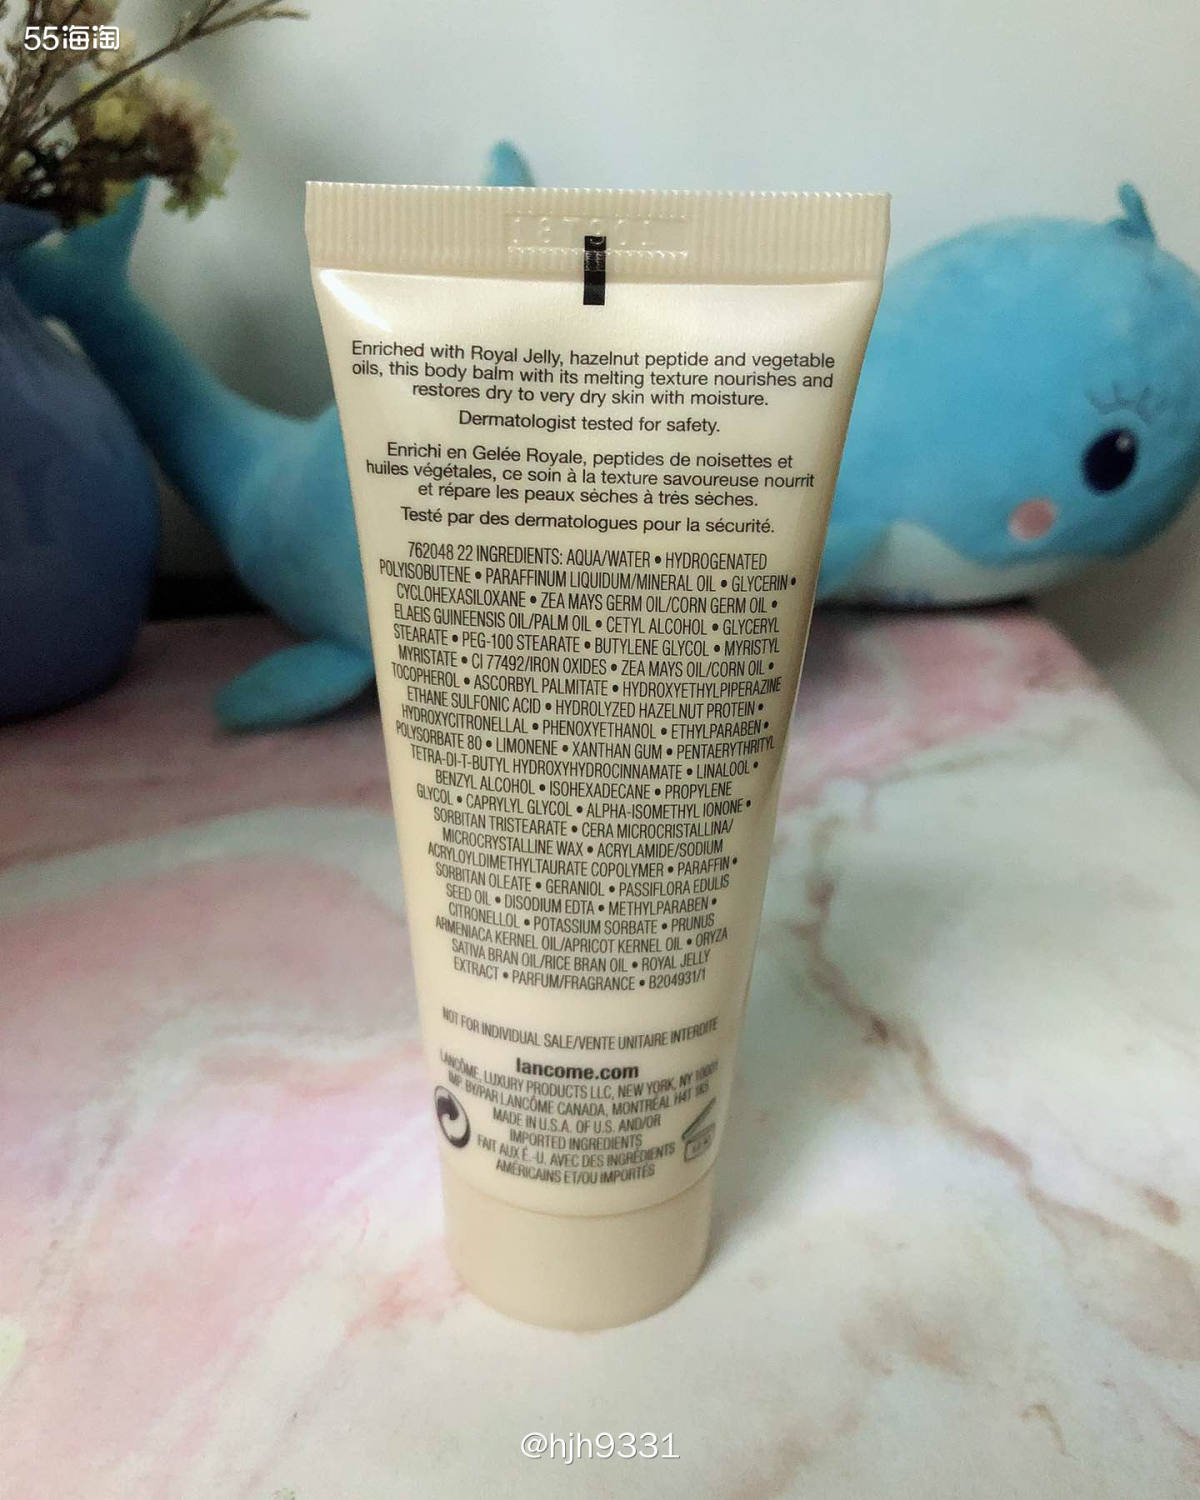 55海淘
Enriched with Royal Jelly, hazelnut peptide and vegetable
oils, this body balm with its melting texture nourishes and
restores dry to very dry skin with moisture.
Dermatologist tested for safety.
Enrichi en Gelée Royale, peptides de noisettes et
huiles végétales, ce soin à la texture savoureuse nourrit
et répare les peaux sèches à très sèches.
Testé par des dermatologues pour la sécurité.
762048 22 INGREDIENTS: AQUA/WATER • HYDROGENATED
POLYISOBUTENE • PARAFFINUM LIQUIDUM/MINERAL OIL • GLYCERIN •
CYCLOHEXASILOXANE • ZEA MAYS GERM OIL/CORN GERM OIL •
ELAEIS GUINEENSIS OIL/PALM OIL • CETYL ALCOHOL • GLYCERYL
STEARATE • PEG-100 STEARATE • BUTYLENE GLYCOL • MYRISTYL
MYRISTATE • CI 77492/IRON OXIDES • ZEA MAYS OIL/CORN OIL •
TOCOPHEROL • ASCORBYL PALMITATE • HYDROXYETHYLPIPERAZINE
ETHANE SULFONIC ACID • HYDROLYZED HAZELNUT PROTEIN •
HYDROXYCITRONELLAL • PHENOXYETHANOL • ETHYLPARABEN •
POLYSORBATE 80 • LIMONENE • XANTHAN GUM • PENTAERYTHRITYL
TETRA-DI-T-BUTYL HYDROXYHYDROCINNAMATE • LINALOOL •
BENZYL ALCOHOL • ISOHEXADECANE • PROPYLENE
GLYCOL • CAPRYLYL GLYCOL • ALPHA-ISOMETHYL IONONE •
SORBITAN TRISTEARATE • CERA MICROCRISTALLINA/
MICROCRYSTALLINE WAX • ACRYLAMIDE/SODIUM
ACRYLOYLDIMETHYLTAURATE COPOLYMER • PARAFFIN •
SORBITAN OLEATE • GERANIOL • PASSIFLORA EDULIS
SEED OIL • DISODIUM EDTA • METHYLPARABEN •
CITRONELLOL • POTASSIUM SORBATE • PRUNUS
ARMENIACA KERNEL OIL/APRICOT KERNEL OIL • ORYZA
SATIVA BRAN OIL/RICE BRAN OIL • ROYAL JELLY
EXTRACT • PARFUM/FRAGRANCE • B204931/1
NOT FOR INDIVIDUAL SALE/VENTE UNITAIRE INTERDITE
lancome.com
LANCÔME, LUXURY PRODUCTS LLC, NEW YORK, NY
IMP. BY/PAR LANCÔME CANADA, MONTRÉAL H4T 1K5
MADE IN U.S.A. OF U.S. AND/OR
IMPORTED INGREDIENTS
FAIT AUX É.-U. AVEC DES INGRÉDIENTS
AMÉRICAINS ET/OU IMPORTÉS
@hjh9331